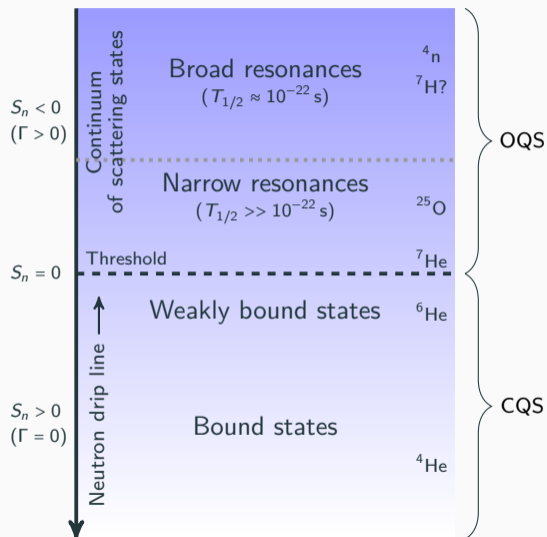 Continuum
of scattering states
Broad resonances
(T₁/₂ ≈ 10⁻²² s)
⁴n
⁷H?
Sₙ < 0
(Γ > 0)
OQS
Narrow resonances
(T₁/₂ >> 10⁻²² s)
²⁵O
Threshold
⁷He
Sₙ = 0
Weakly bound states
⁶He
Neutron drip line
Sₙ > 0
(Γ = 0)
Bound states
CQS
⁴He